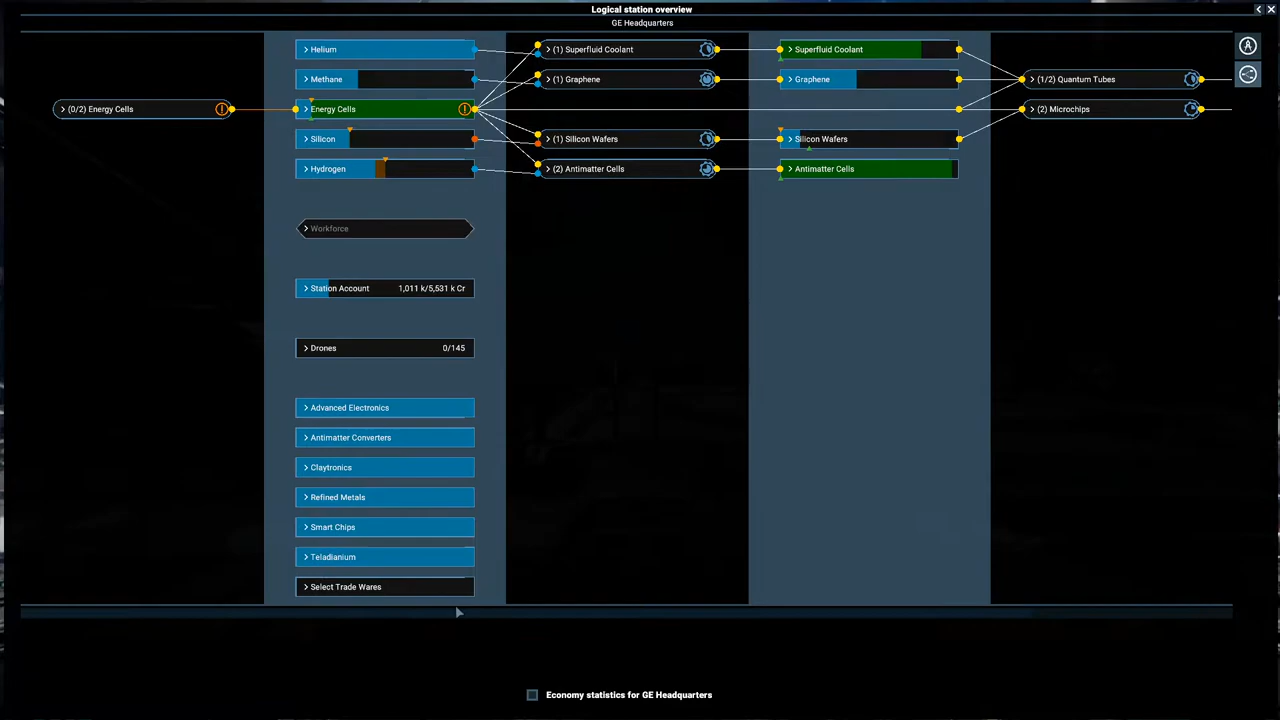 Logical station overview
GE Headquarters
Helium
(1) Superfluid Coolant
Superfluid Coolant
Methane
(1) Graphene
Graphene
(1/2) Quantum Tubes
(0/2) Energy Cells
Energy Cells
(2) Microchips
Silicon
(1) Silicon Wafers
Silicon Wafers
Hydrogen
(2) Antimatter Cells
Antimatter Cells
Workforce
Station Account 1,011 k/5,531 k Cr
Drones 0/145
Advanced Electronics
Antimatter Converters
Claytronics
Refined Metals
Smart Chips
Teladianium
Select Trade Wares
Economy statistics for GE Headquarters